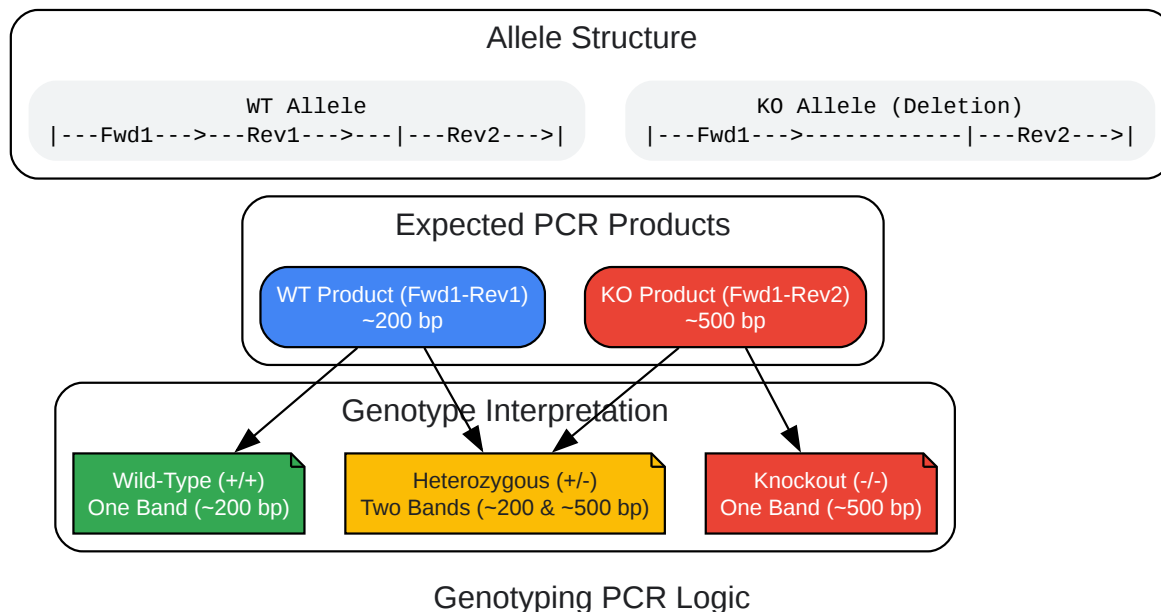 Allele Structure
WT Allele
|---Fwd1--->---Rev1--->---|---Rev2--->|
KO Allele (Deletion)
|---Fwd1--->------------|---Rev2--->|
Expected PCR Products
WT Product (Fwd1-Rev1)
~200 bp
KO Product (Fwd1-Rev2)
~500 bp
Genotype Interpretation
Wild-Type (+/+)
One Band (~200 bp)
Heterozygous (+/-)
Two Bands (~200 & ~500 bp)
Knockout (-/-)
One Band (~500 bp)
Genotyping PCR Logic